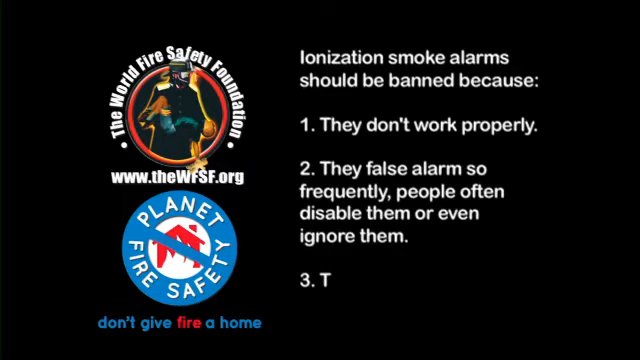 The World Fire Safety Foundation
www.theWFSF.org
PLANET
FIRE SAFETY
don't give fire a home
Ionization smoke alarms
should be banned because:
1. They don't work properly.
2. They false alarm so
frequently, people often
disable them or even
ignore them.
3. T